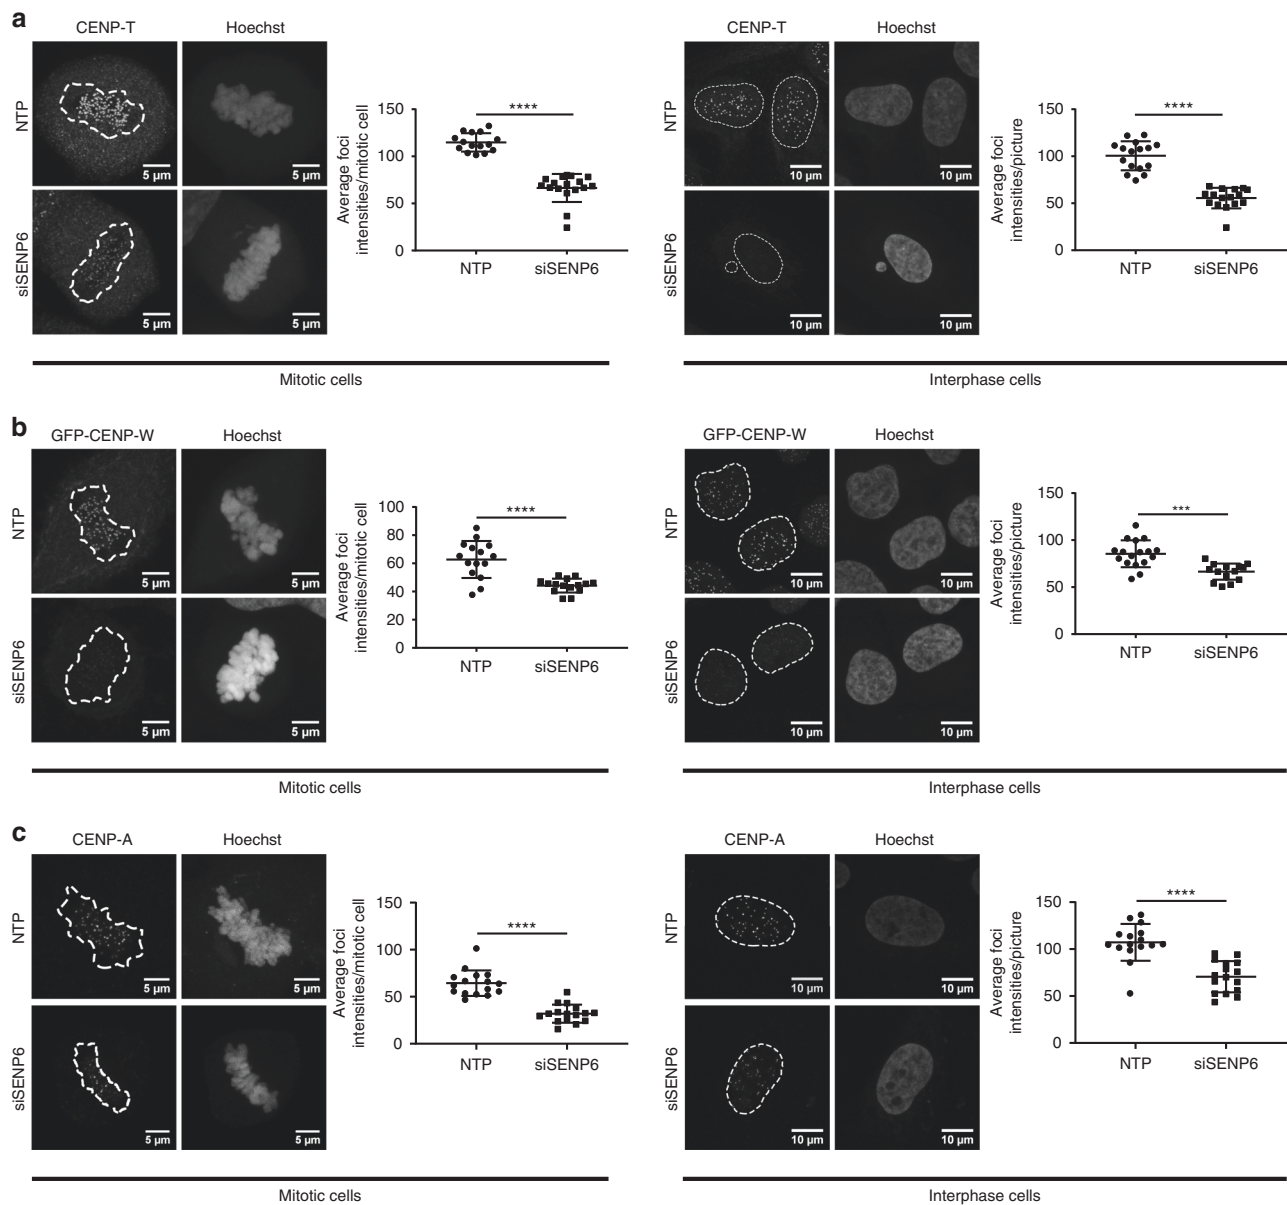 a
CENP-T
Hoechst
NTP
5 µm
5 µm
siSENP6
5 µm
5 µm
Average foci
intensities/mitotic cell
150
100
50
0
****
NTP
siSENP6
Mitotic cells
CENP-T
Hoechst
NTP
10 µm
10 µm
siSENP6
10 µm
10 µm
Average foci
intensities/picture
150
100
50
0
****
NTP
siSENP6
Interphase cells
b
GFP-CENP-W
Hoechst
NTP
5 µm
5 µm
siSENP6
5 µm
5 µm
Average foci
intensities/mitotic cell
100
80
60
40
20
0
****
NTP
siSENP6
Mitotic cells
GFP-CENP-W
Hoechst
NTP
10 µm
10 µm
siSENP6
10 µm
10 µm
Average foci
intensities/picture
150
100
50
0
***
NTP
siSENP6
Interphase cells
c
CENP-A
Hoechst
NTP
5 µm
5 µm
siSENP6
5 µm
5 µm
Average foci
intensities/mitotic cell
150
100
50
0
****
NTP
siSENP6
Mitotic cells
CENP-A
Hoechst
NTP
10 µm
10 µm
siSENP6
10 µm
10 µm
Average foci
intensities/picture
150
100
50
0
****
NTP
siSENP6
Interphase cells